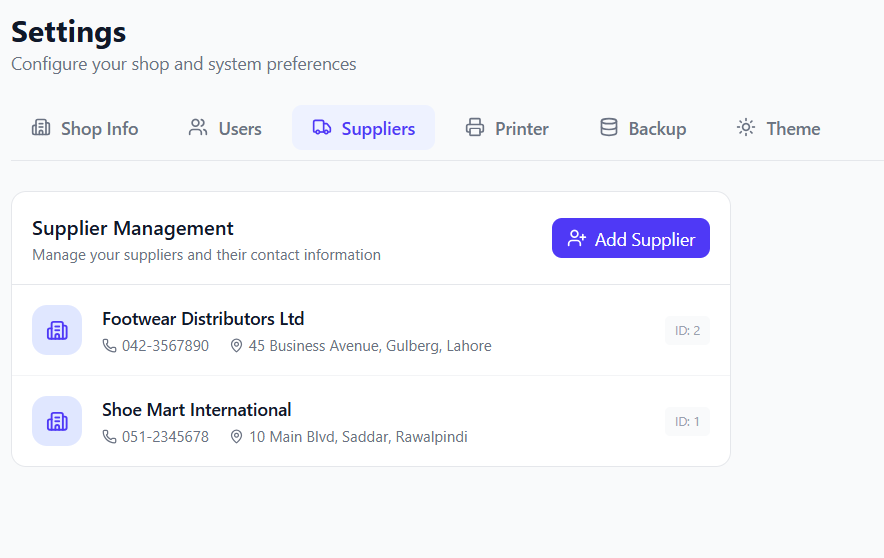 Settings
Configure your shop and system preferences
Shop Info Users Suppliers Printer Backup Theme
Supplier Management
Add Supplier
Manage your suppliers and their contact information
Footwear Distributors Ltd
ID: 2
042-3567890 45 Business Avenue, Gulberg, Lahore
Shoe Mart International
ID: 1
051-2345678 10 Main Blvd, Saddar, Rawalpindi